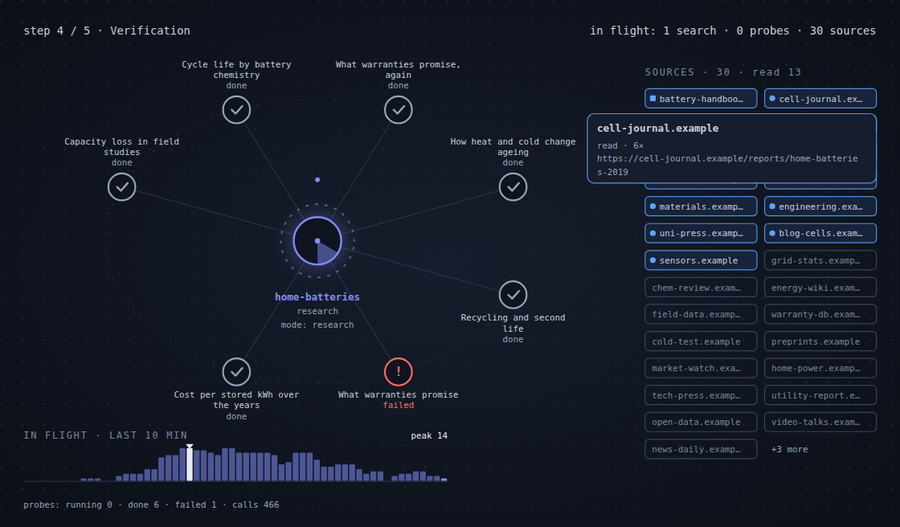 step 4 / 5 · Verification
in flight: 1 search · 0 probes · 30 sources
Cycle life by battery
chemistry
done
What warranties promise,
again
done
Capacity loss in field
studies
done
How heat and cold change
ageing
done
home-batteries
research
mode: research
Recycling and second
life
done
Cost per stored kWh over
the years
done
What warranties promise
failed
SOURCES · 30 · read 13
battery-handboo…
cell-journal.ex…
cell-journal.example
read · 6×
https://cell-journal.example/reports/home-batterie
s-2019
materials.examp…
engineering.exa…
uni-press.examp…
blog-cells.exam…
sensors.example
grid-stats.examp…
chem-review.exam…
energy-wiki.exam…
field-data.examp…
warranty-db.exam…
cold-test.example
preprints.example
market-watch.exa…
home-power.examp…
tech-press.examp…
utility-report.e…
open-data.example
video-talks.exam…
news-daily.examp…
+3 more
IN FLIGHT · LAST 10 MIN
peak 14
probes: running 0 · done 6 · failed 1 · calls 466